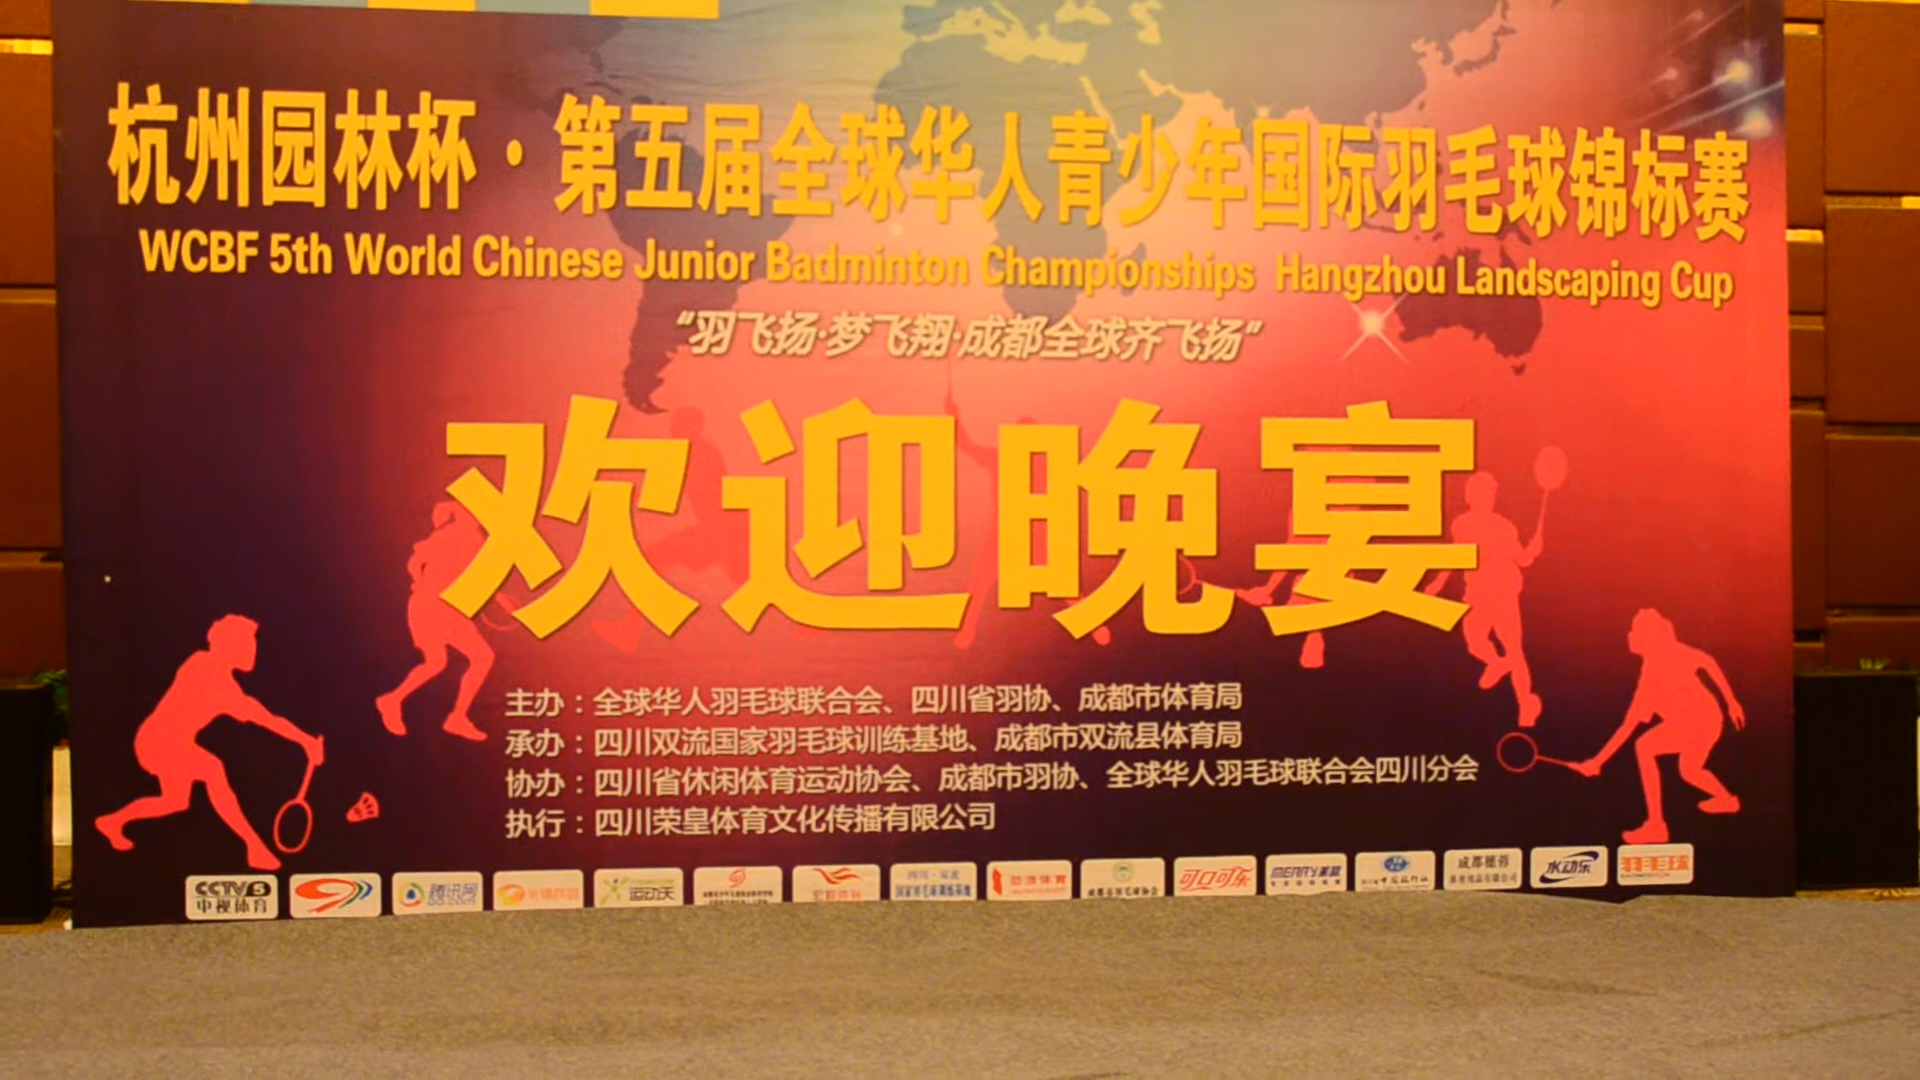 杭州园林杯·第五届全球华人青少年国际羽毛球锦标赛
WCBF 5th World Chinese Junior Badminton Championships Hangzhou Landscaping Cup
“羽飞扬·梦飞翔·成都全球齐飞扬”
欢迎晚宴
主办：全球华人羽毛球联合会、四川省羽协、成都市体育局
承办：四川双流国家羽毛球训练基地、成都市双流县体育局
协办：四川省休闲体育运动协会、成都市羽协、全球华人羽毛球联合会四川分会
执行：四川荣皇体育文化传播有限公司
CCTV 5
中视体育
腾讯网
运动天
可口可乐
水动乐